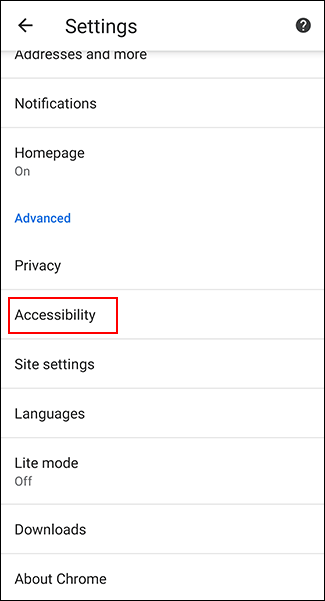 Settings
Addresses and more
Notifications
Homepage
On
Advanced
Privacy
Accessibility
Site settings
Languages
Lite mode
Off
Downloads
About Chrome